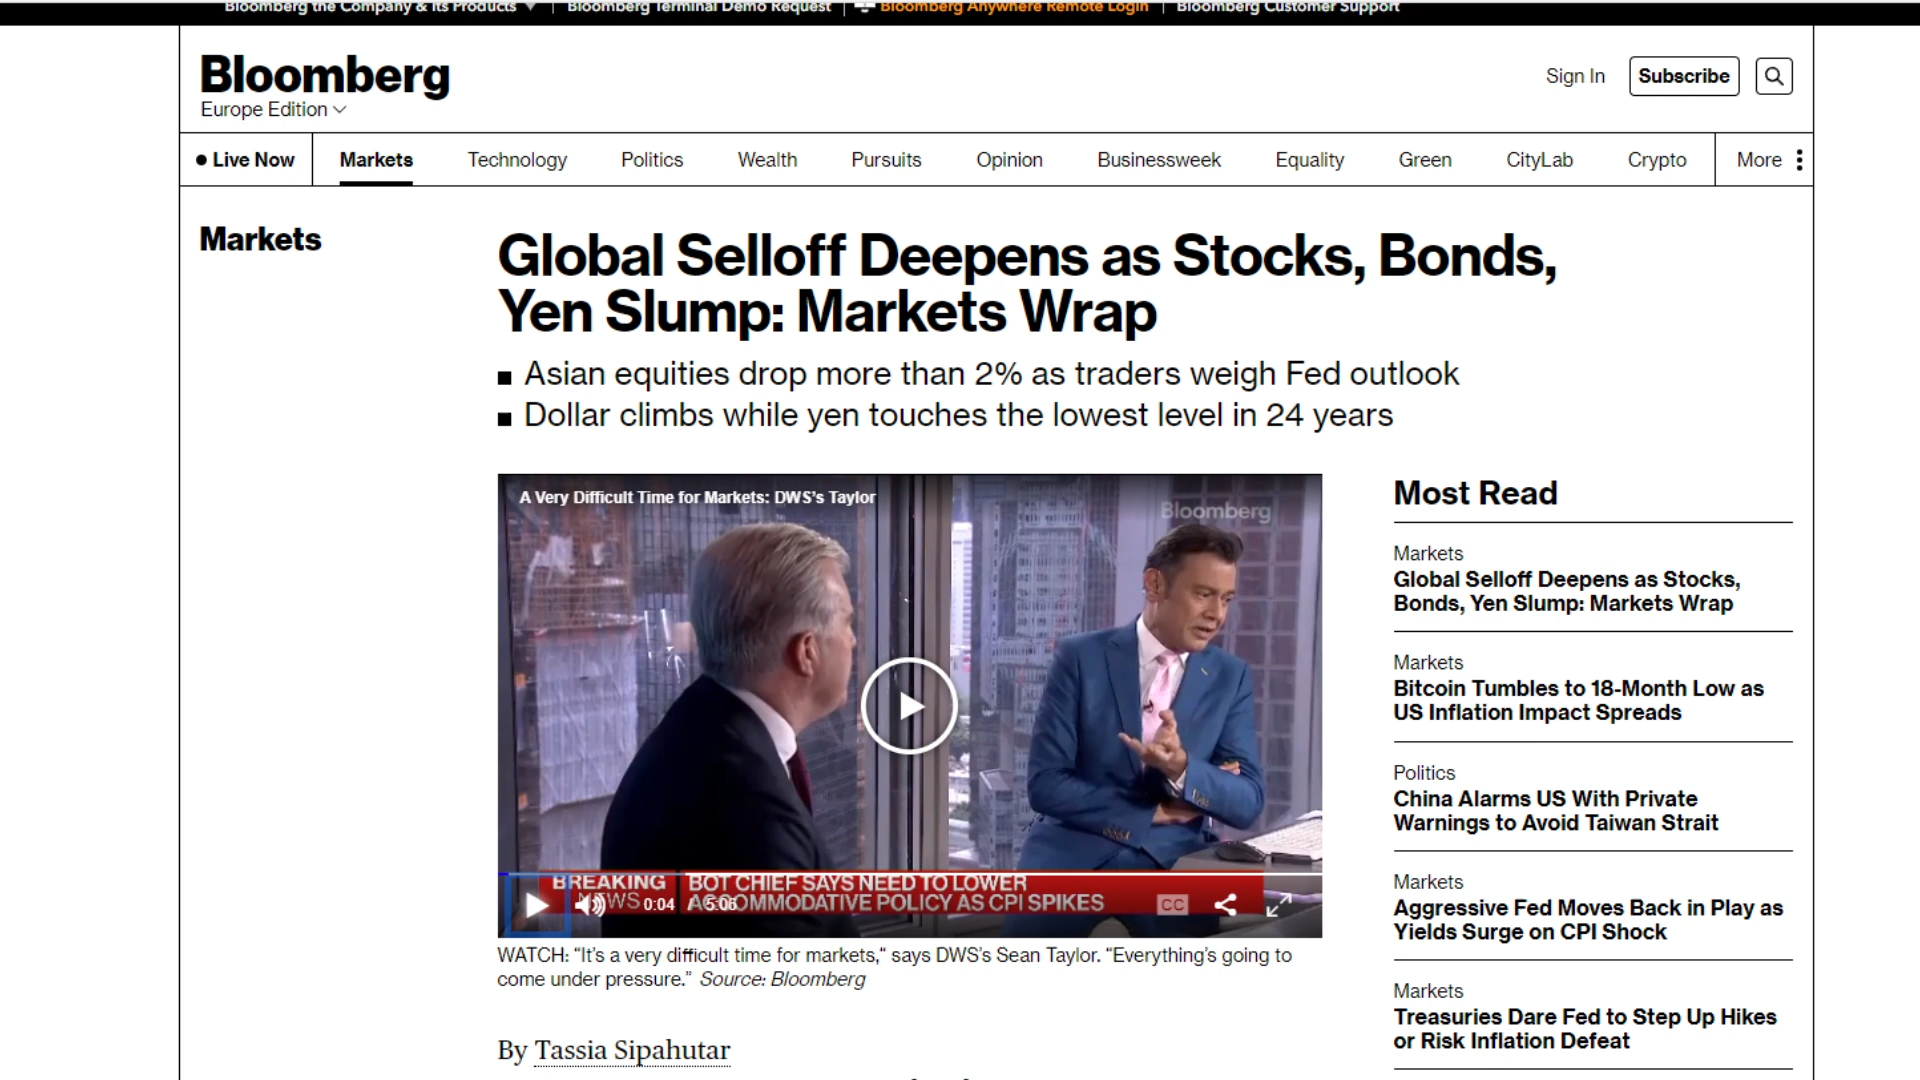 Bloomberg the Company & Its Products
Bloomberg Terminal Demo Request
Bloomberg Anywhere Remote Login
Bloomberg Customer Support
Bloomberg
Europe Edition
Sign In
Subscribe
Live Now
Markets
Technology
Politics
Wealth
Pursuits
Opinion
Businessweek
Equality
Green
CityLab
Crypto
More
Markets
Global Selloff Deepens as Stocks, Bonds,
Yen Slump: Markets Wrap
Asian equities drop more than 2% as traders weigh Fed outlook
Dollar climbs while yen touches the lowest level in 24 years
A Very Difficult Time for Markets: DWS's Taylor
Bloomberg
BREAKING
NEWS
BOT CHIEF SAYS NEED TO LOWER
ACCOMMODATIVE POLICY AS CPI SPIKES
0:04 / 5:06
CC
WATCH: “It’s a very difficult time for markets,” says DWS’s Sean Taylor. “Everything’s going to
come under pressure.” Source: Bloomberg
By Tassia Sipahutar
Most Read
Markets
Global Selloff Deepens as Stocks,
Bonds, Yen Slump: Markets Wrap
Markets
Bitcoin Tumbles to 18-Month Low as
US Inflation Impact Spreads
Politics
China Alarms US With Private
Warnings to Avoid Taiwan Strait
Markets
Aggressive Fed Moves Back in Play as
Yields Surge on CPI Shock
Markets
Treasuries Dare Fed to Step Up Hikes
or Risk Inflation Defeat